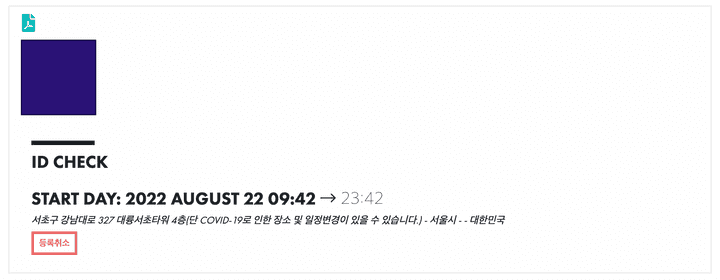 ID CHECK
START DAY: 2022 AUGUST 22 09:42 → 23:42
서초구 강남대로 327 대륭서초타워 4층(단 COVID-19로 인한 장소 및 일정변경이 있을 수 있습니다.) - 서울시 - - 대한민국
등록취소